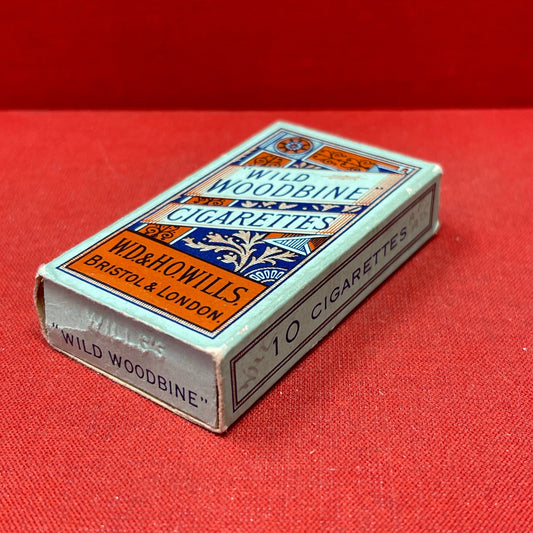 "WILD
WOODBINE"
CIGARETTES
W.D.& H.O.WILLS.
BRISTOL & LONDON.
WILLS'S
"WILD WOODBINE"
10 CIGARETTES